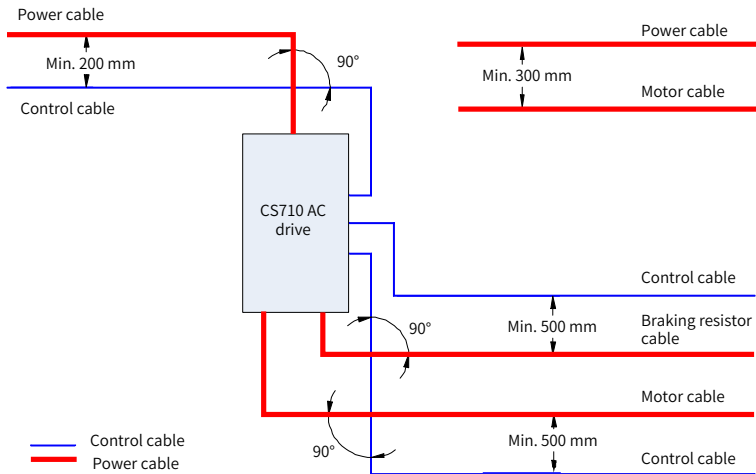 Power cable
Min. 200 mm
90°
Control cable
Power cable
Min. 300 mm
Motor cable
CS710 AC
drive
Control cable
Min. 500 mm
Braking resistor
cable
90°
Motor cable
90°
Min. 500 mm
Control cable
Control cable
Power cable